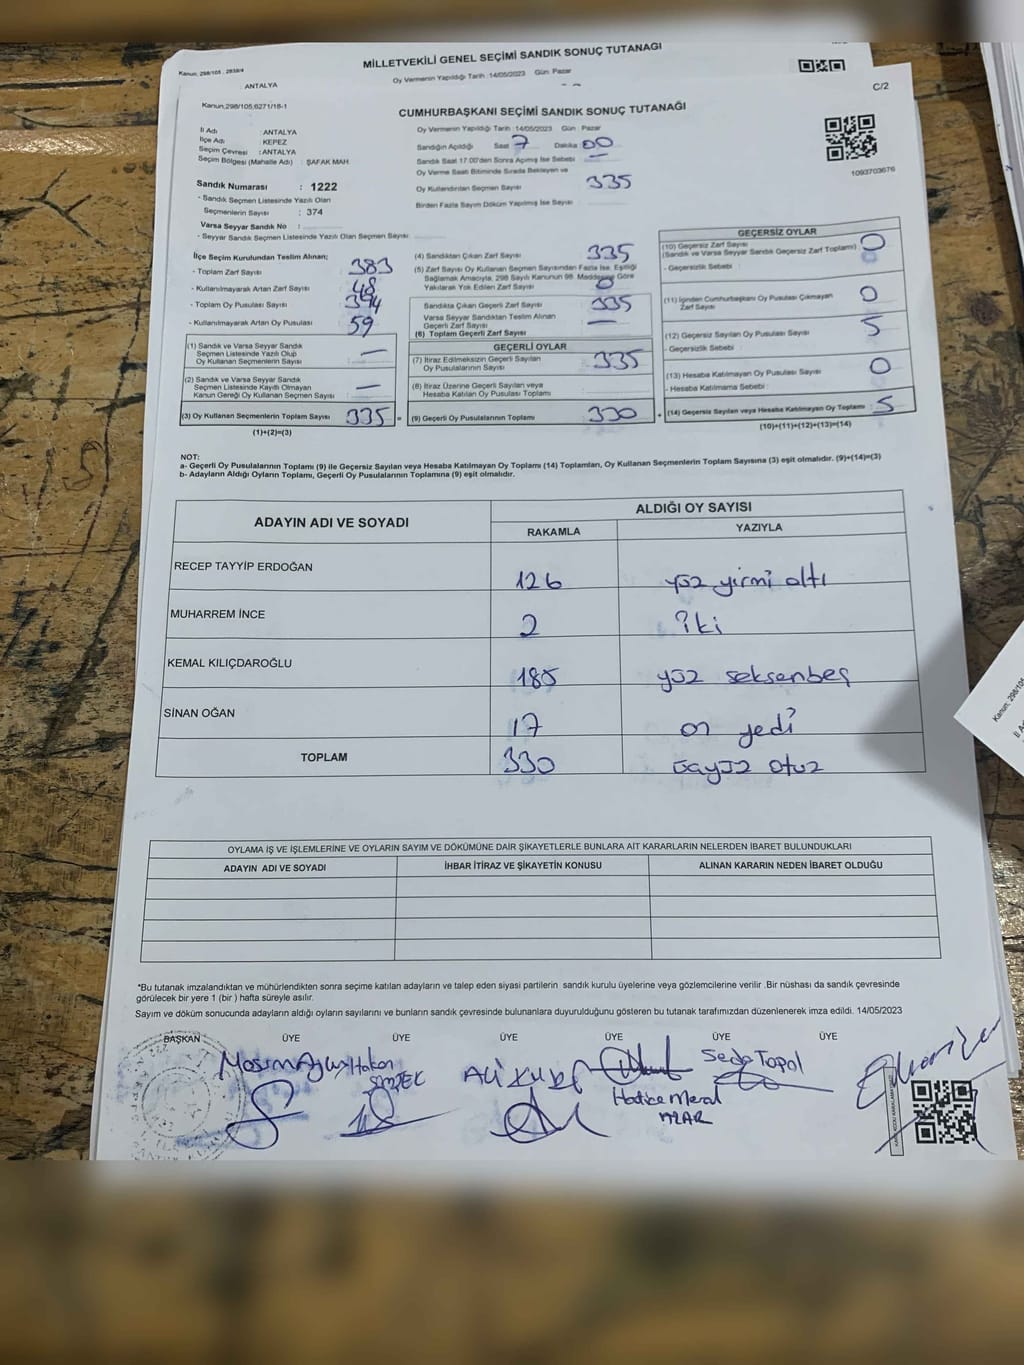 MİLLETVEKİLİ GENEL SEÇİMİ SANDIK SONUÇ TUTANAĞI
Kanun, 298/105, 2839/4
Oy Vermenin Yapıldığı Tarih :14/05/2023 Gün: Pazar
: ANTALYA
C/2
Kanun,298/105,6271/18-1
CUMHURBAŞKANI SEÇİMİ SANDIK SONUÇ TUTANAĞI
İl Adı : ANTALYA
İlçe Adı : KEPEZ
Seçim Çevresi : ANTALYA
Seçim Bölgesi (Mahalle Adı) : ŞAFAK MAH
Oy Vermenin Yapıldığı Tarih :14/05/2023 Gün : Pazar
Sandığın Açıldığı Saat 7 Dakika 00
Sandık Saat 17:00'den Sonra Açılmış İse Sebebi
Oy Verme Saati Bitiminde Sırada Bekleyen ve
Oy Kullandırılan Seçmen Sayısı 335
Birden Fazla Sayım Döküm Yapılmış İse Sayısı
1093703676
Sandık Numarası : 1222
- Sandık Seçmen Listesinde Yazılı Olan
Seçmenlerin Sayısı : 374
Varsa Seyyar Sandık No :
- Seyyar Sandık Seçmen Listesinde Yazılı Olan Seçmen Sayısı:
İlçe Seçim Kurulundan Teslim Alınan;
- Toplam Zarf Sayısı 383
- Kullanılmayarak Artan Zarf Sayısı 48
- Toplam Oy Pusulası Sayısı
- Kullanılmayarak Artan Oy Pusulası 59
(1) Sandık ve Varsa Seyyar Sandık
Seçmen Listesinde Yazılı Olup
Oy Kullanan Seçmenlerin Sayısı —
(2) Sandık ve Varsa Seyyar Sandık
Seçmen Listesinde Kayıtlı Olmayan
Kanun Gereği Oy Kullanan Seçmen Sayısı —
(3) Oy Kullanan Seçmenlerin Toplam Sayısı 335 =
(1)+(2)=(3)
(4) Sandıktan Çıkan Zarf Sayısı 335
(5) Zarf Sayısı Oy Kullanan Seçmen Sayısından Fazla İse, Eşitliği
Sağlamak Amacıyla, 298 Sayılı Kanunun 98. Maddesine Göre
Yakılarak Yok Edilen Zarf Sayısı 0
Sandıkta Çıkan Geçerli Zarf Sayısı 335
Varsa Seyyar Sandıktan Teslim Alınan
Geçerli Zarf Sayısı —
(6) Toplam Geçerli Zarf Sayısı
GEÇERLİ OYLAR
(7) İtiraz Edilmeksizin Geçerli Sayılan
Oy Pusulalarının Sayısı 335
(8) İtiraz Üzerine Geçerli Sayılan veya
Hesaba Katılan Oy Pusulası Toplamı
(9) Geçerli Oy Pusulalarının Toplamı 330 +
GEÇERSİZ OYLAR
(10) Geçersiz Zarf Sayısı
(Sandık ve Varsa Seyyar Sandık Geçersiz Zarf Toplamı) 0
- Geçersizlik Sebebi :
(11) İçinden Cumhurbaşkanı Oy Pusulası Çıkmayan
Zarf Sayısı 0
(12) Geçersiz Sayılan Oy Pusulası Sayısı 5
- Geçersizlik Sebebi
(13) Hesaba Katılmayan Oy Pusulası Sayısı 0
- Hesaba Katılmama Sebebi :
(14) Geçersiz Sayılan veya Hesaba Katılmayan Oy Toplamı : 5
(10)+(11)+(12)+(13)=(14)
NOT:
a- Geçerli Oy Pusulalarının Toplamı (9) ile Geçersiz Sayılan veya Hesaba Katılmayan Oy Toplamı (14) Toplamları, Oy Kullanan Seçmenlerin Toplam Sayısına (3) eşit olmalıdır. (9)+(14)=(3)
b- Adayların Aldığı Oyların Toplamı, Geçerli Oy Pusulalarının Toplamına (9) eşit olmalıdır.
ADAYIN ADI VE SOYADI
ALDIĞI OY SAYISI
RAKAMLA YAZIYLA
RECEP TAYYİP ERDOĞAN 126 yüz yirmi altı
MUHARREM İNCE 2 iki
KEMAL KILIÇDAROĞLU 185 yüz seksenbeş
SİNAN OĞAN 17 on yedi
TOPLAM 330 üçyüz otuz
OYLAMA İŞ VE İŞLEMLERİNE VE OYLARIN SAYIM VE DÖKÜMÜNE DAİR ŞİKAYETLERLE BUNLARA AİT KARARLARIN NELERDEN İBARET BULUNDUKLARI
ADAYIN ADI VE SOYADI İHBAR İTİRAZ VE ŞİKAYETİN KONUSU ALINAN KARARIN NEDEN İBARET OLDUĞU
*Bu tutanak imzalandıktan ve mühürlendikten sonra seçime katılan adayların ve talep eden siyasi partilerin sandık kurulu üyelerine veya gözlemcilerine verilir .Bir nüshası da sandık çevresinde
görülecek bir yere 1 (bir ) hafta süreyle asılır.
Sayım ve döküm sonucunda adayların aldığı oyların sayılarını ve bunların sandık çevresinde bulunanlara duyurulduğunu gösteren bu tutanak tarafımızdan düzenlenerek imza edildi. 14/05/2023
BAŞKAN ÜYE ÜYE ÜYE ÜYE ÜYE ÜYE
Hakan
ŞİMŞEK
Ali KURT
Hatice Meral
Seda Topal